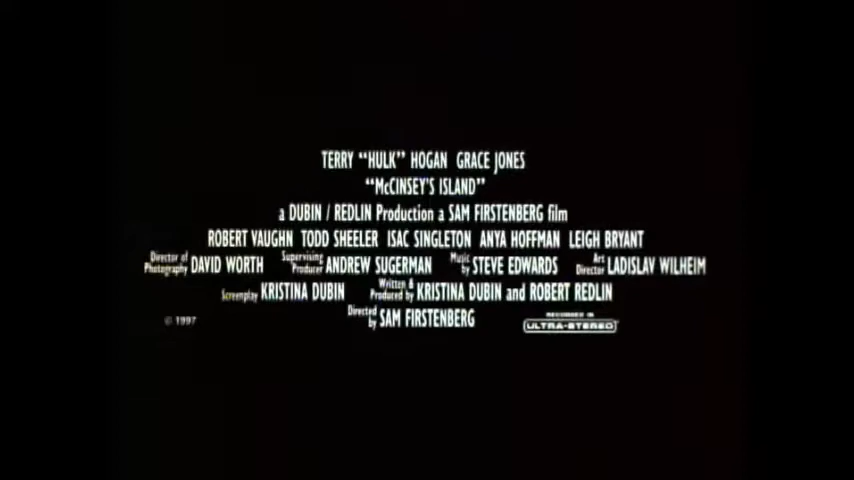 TERRY “HULK” HOGAN GRACE JONES
“McCINSEY'S ISLAND”
a DUBIN / REDLIN Production a SAM FIRSTENBERG film
ROBERT VAUGHN TODD SHEELER ISAC SINGLETON ANYA HOFFMAN LEIGH BRYANT
Director of Photography DAVID WORTH Supervising Producer ANDREW SUGERMAN Music by STEVE EDWARDS Art Director LADISLAV WILHEIM
Screenplay KRISTINA DUBIN Written & Produced by KRISTINA DUBIN and ROBERT REDLIN
Directed by SAM FIRSTENBERG
© 1997 RECORDED IN ULTRA-STEREO